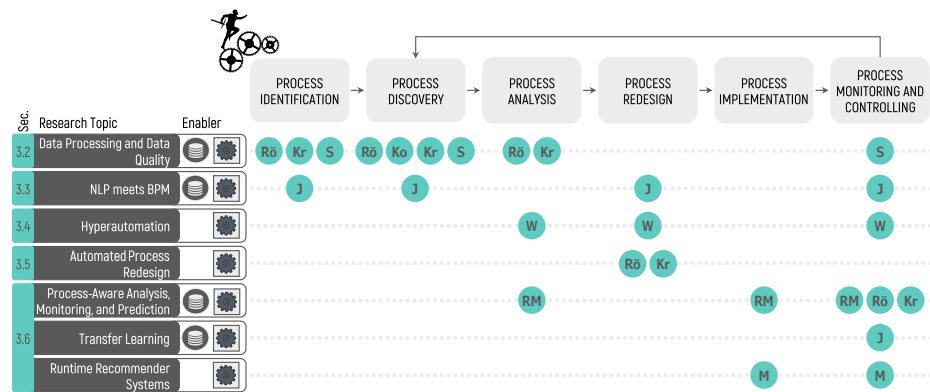 PROCESS
IDENTIFICATION
PROCESS
DISCOVERY
PROCESS
ANALYSIS
PROCESS
REDESIGN
PROCESS
IMPLEMENTATION
PROCESS
MONITORING AND
CONTROLLING
Sec.
Research Topic
Enabler
3.2
Data Processing and Data
Quality
Rö Kr S Rö Ko Kr S Rö Kr S
3.3
NLP meets BPM
J J J J
3.4
Hyperautomation
W W W
3.5
Automated Process
Redesign
Rö Kr
3.6
Process-Aware Analysis,
Monitoring, and Prediction
RM RM RM Rö Kr
Transfer Learning
J
Runtime Recommender
Systems
M M